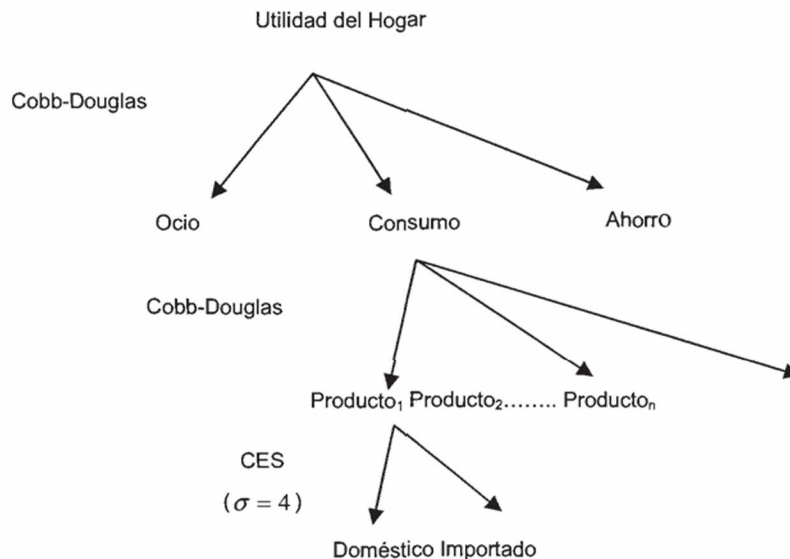 Utilidad del Hogar
Cobb-Douglas
Ocio Consumo Ahorro
Cobb-Douglas
Producto₁ Producto₂........ Productoₙ
CES
(σ = 4)
Doméstico Importado